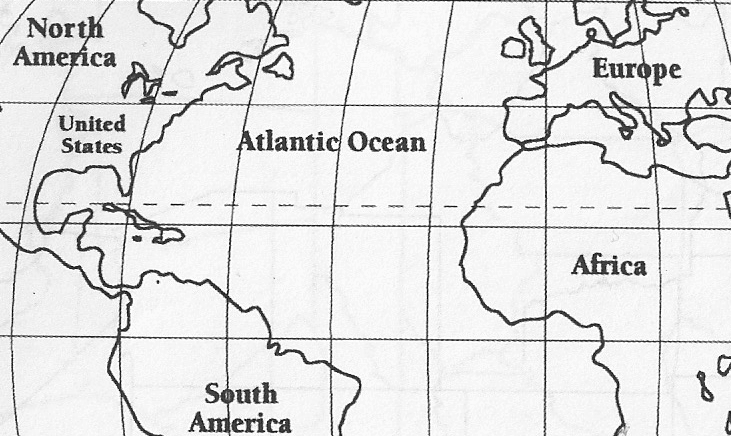 North
America
Europe
United
States
Atlantic Ocean
Africa
South
America